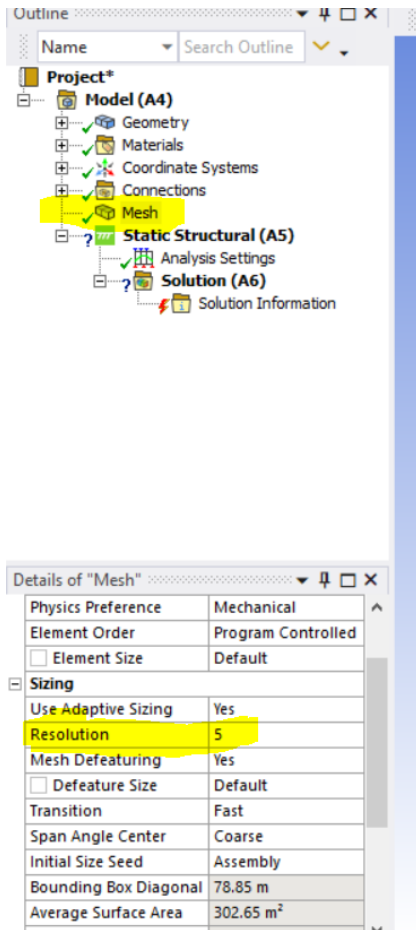 Outline
Name Search Outline
Project*
Model (A4)
Geometry
Materials
Coordinate Systems
Connections
Mesh
Static Structural (A5)
Analysis Settings
Solution (A6)
Solution Information
Details of "Mesh"
Physics Preference Mechanical
Element Order Program Controlled
Element Size Default
Sizing
Use Adaptive Sizing Yes
Resolution 5
Mesh Defeaturing Yes
Defeature Size Default
Transition Fast
Span Angle Center Coarse
Initial Size Seed Assembly
Bounding Box Diagonal 78.85 m
Average Surface Area 302.65 m²